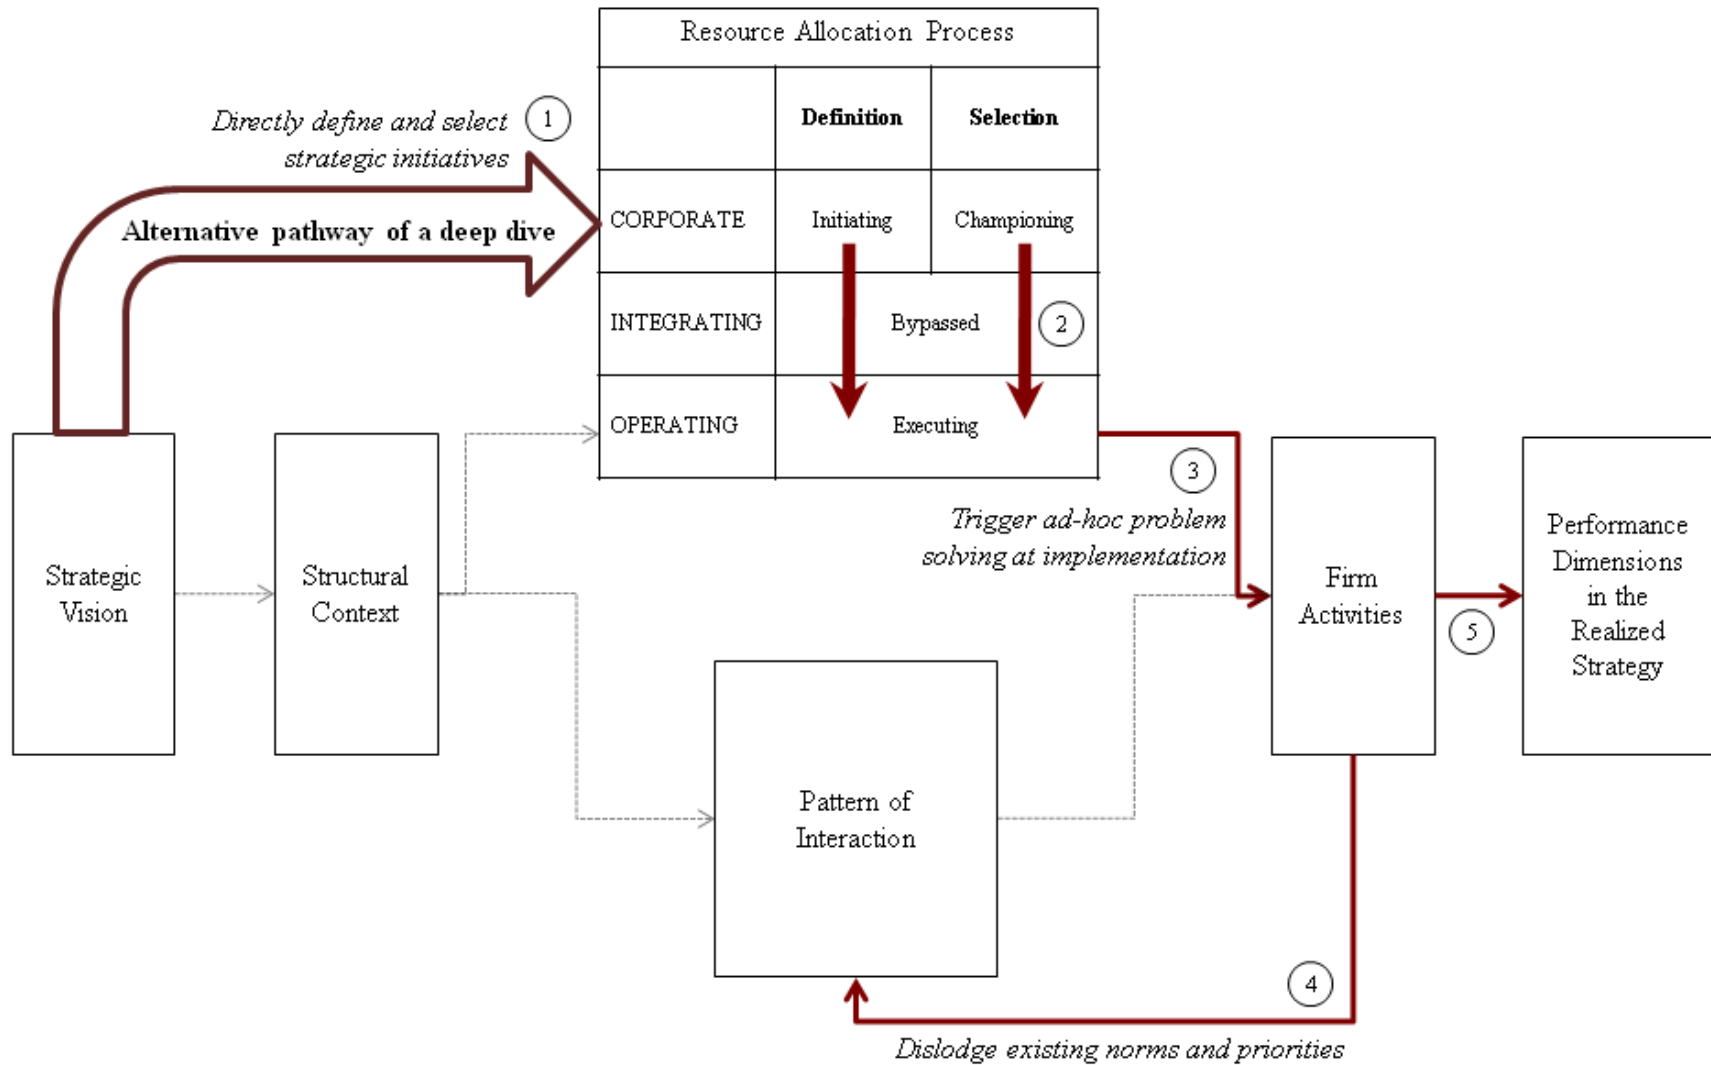 Resource Allocation Process
Definition
Selection
Directly define and select
strategic initiatives
1
Alternative pathway of a deep dive
CORPORATE
Initiating
Championing
INTEGRATING
Bypassed
2
OPERATING
Executing
3
Trigger ad-hoc problem
solving at implementation
Strategic
Vision
Structural
Context
Firm
Activities
5
Performance
Dimensions
in the
Realized
Strategy
Pattern of
Interaction
4
Dislodge existing norms and priorities